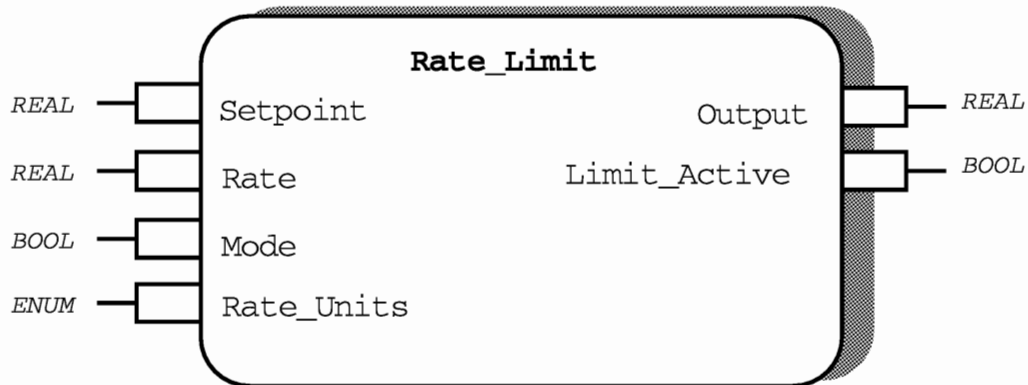 Rate_Limit
REAL Setpoint Output REAL
REAL Rate Limit_Active BOOL
BOOL Mode
ENUM Rate_Units